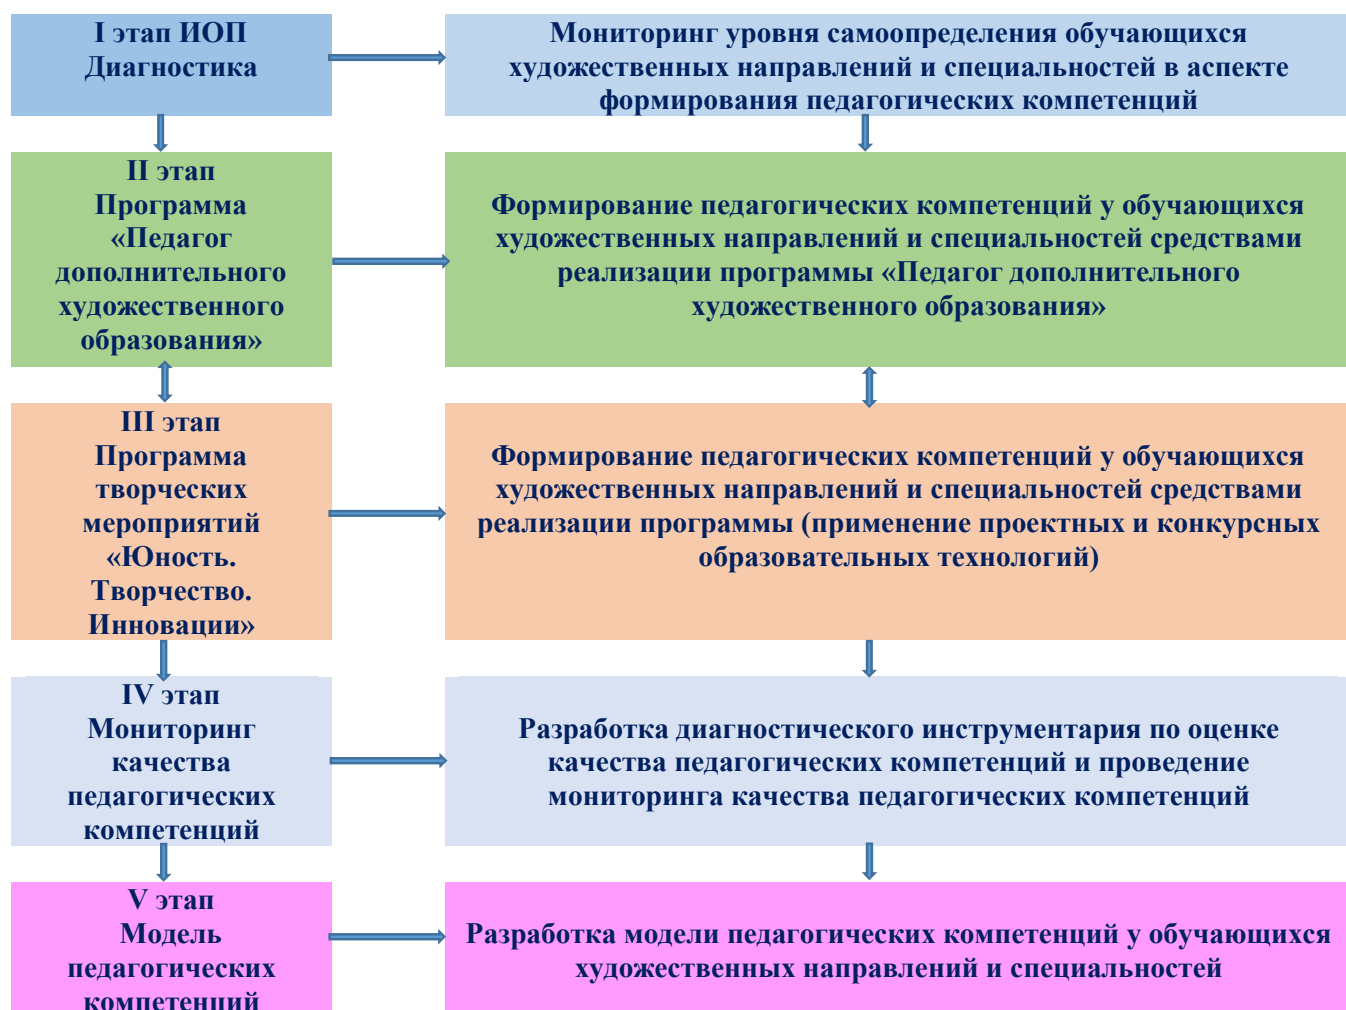 I этап ИОП
Диагностика
Мониторинг уровня самоопределения обучающихся
художественных направлений и специальностей в аспекте
формирования педагогических компетенций
II этап
Программа
«Педагог
дополнительного
художественного
образования»
Формирование педагогических компетенций у обучающихся
художественных направлений и специальностей средствами
реализации программы «Педагог дополнительного
художественного образования»
III этап
Программа
творческих
мероприятий
«Юность.
Творчество.
Инновации»
Формирование педагогических компетенций у обучающихся
художественных направлений и специальностей средствами
реализации программы (применение проектных и конкурсных
образовательных технологий)
IV этап
Мониторинг
качества
педагогических
компетенций
Разработка диагностического инструментария по оценке
качества педагогических компетенций и проведение
мониторинга качества педагогических компетенций
V этап
Модель
педагогических
компетенций
Разработка модели педагогических компетенций у обучающихся
художественных направлений и специальностей